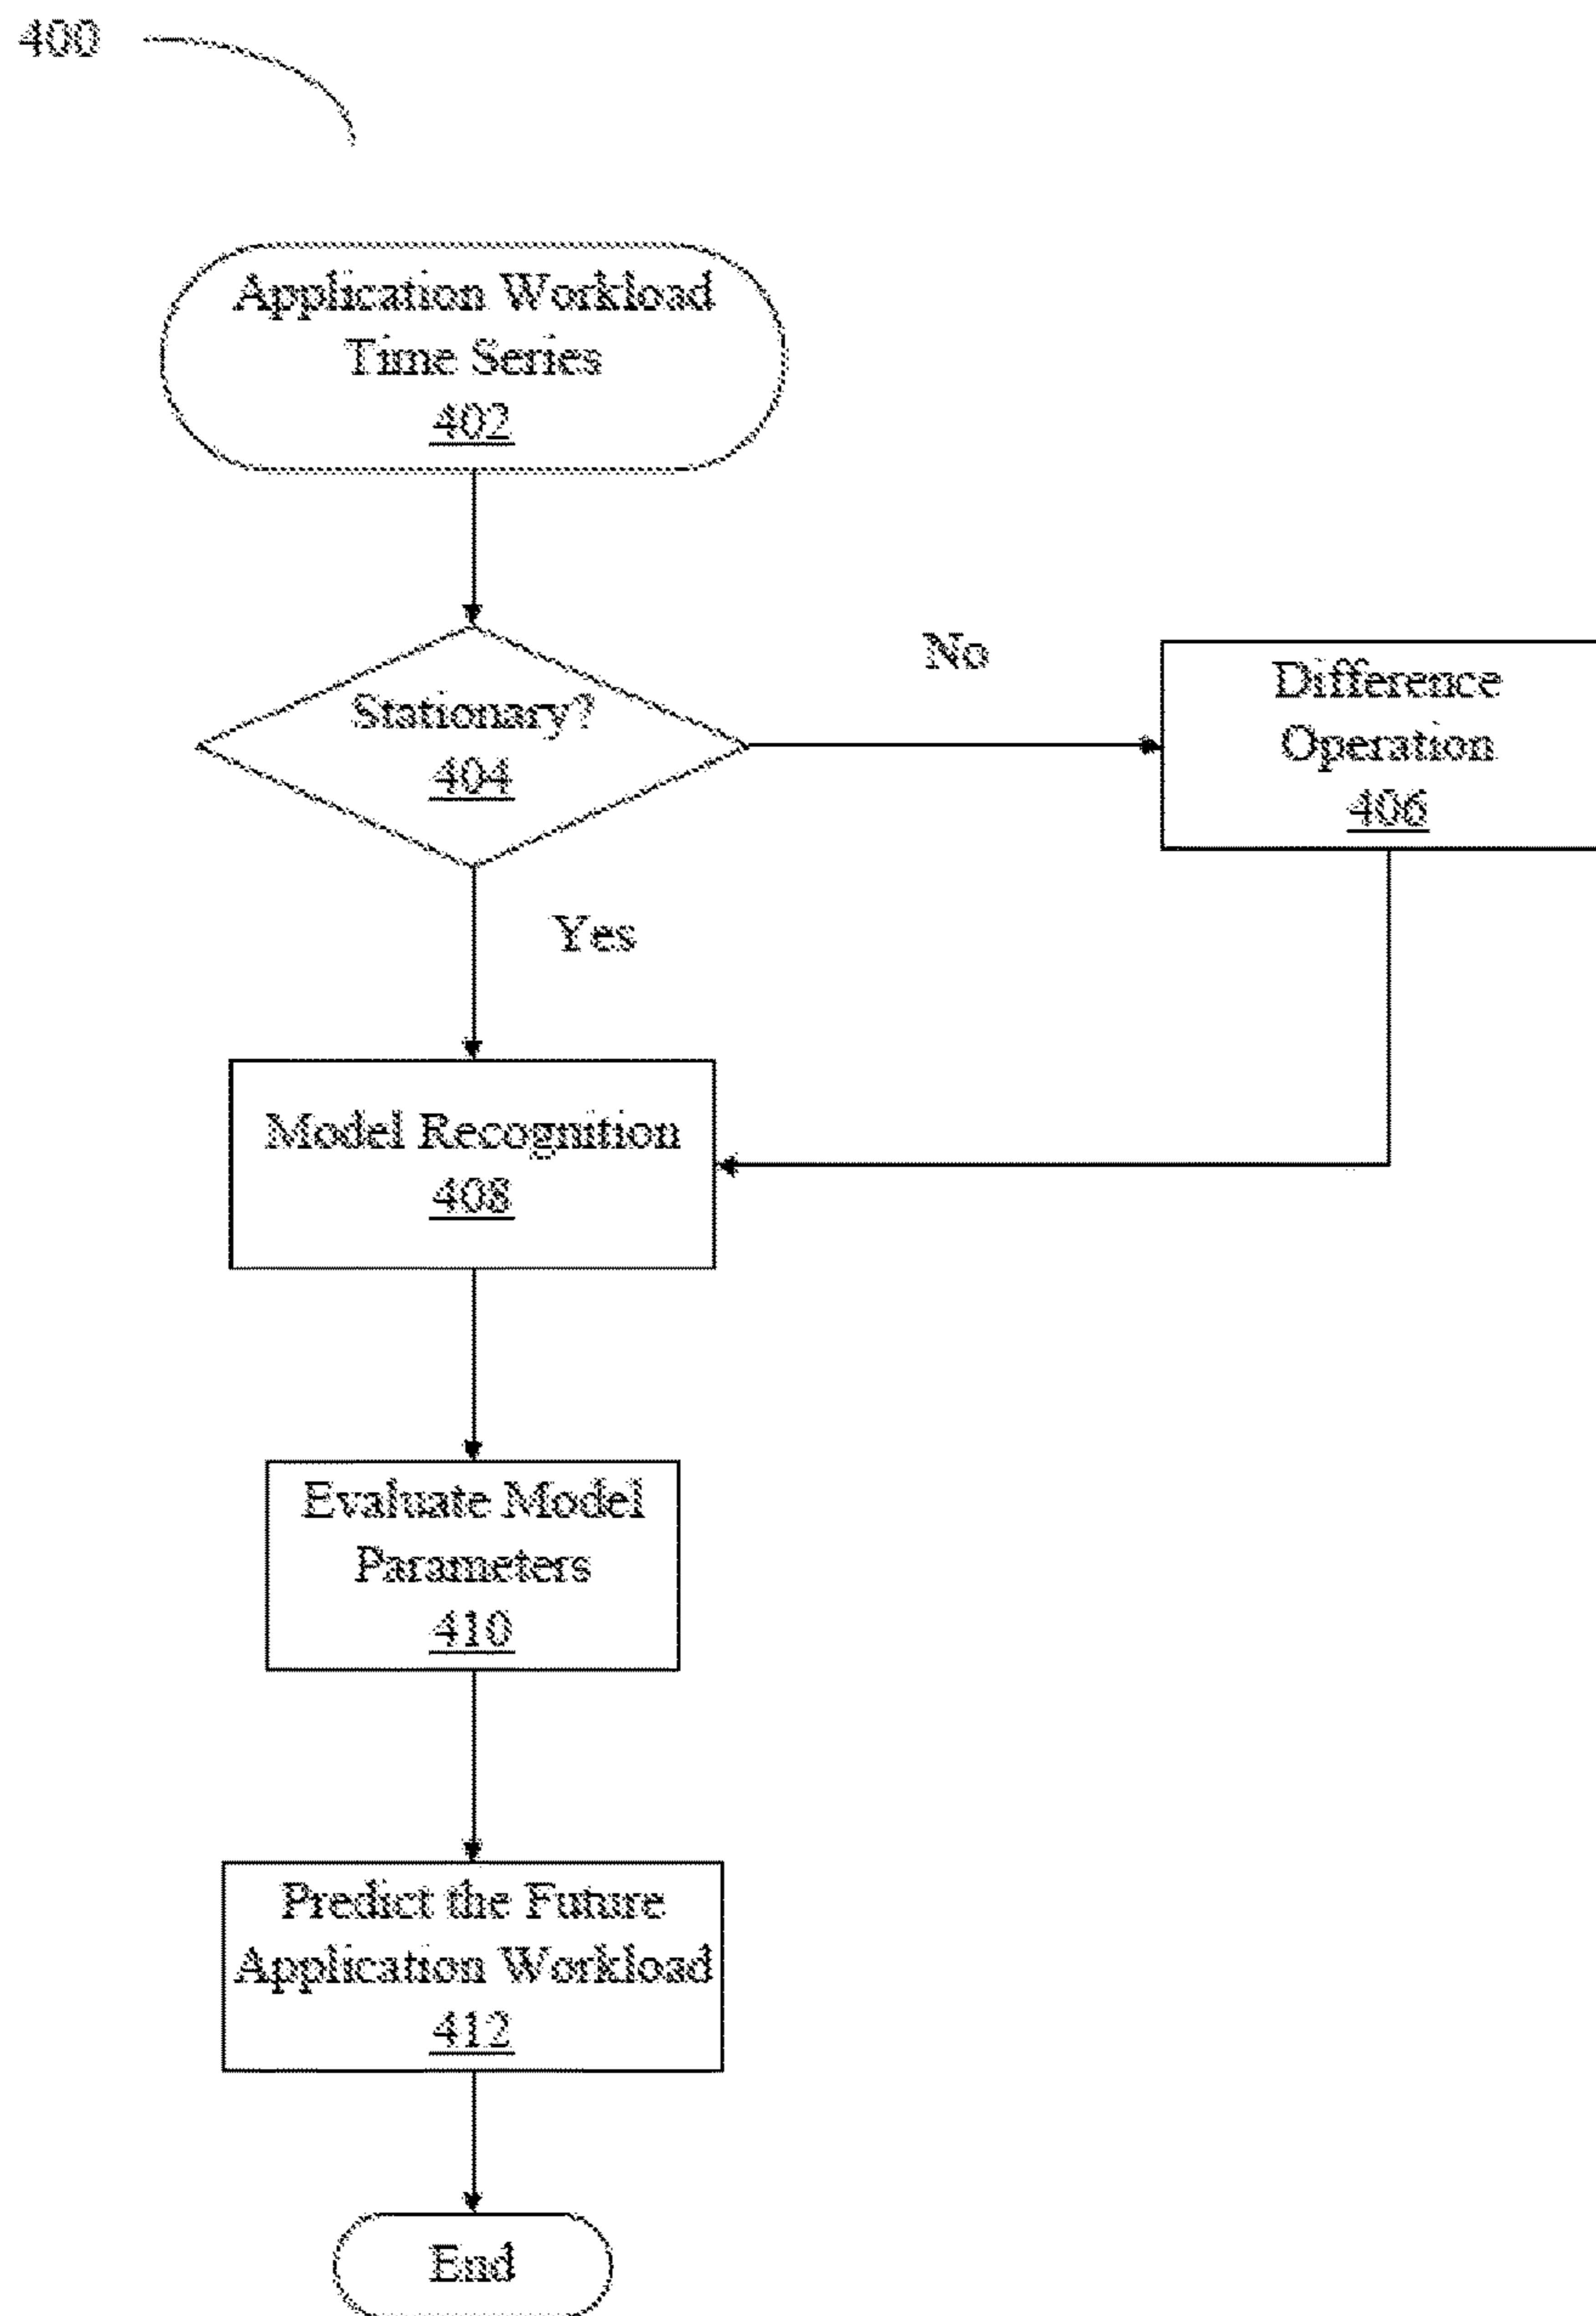 400
Application Workload
Time Series
402
Stationary?
404
No
Difference
Operation
406
Yes
Model Recognition
408
Evaluate Model
Parameters
410
Predict the Future
Application Workload
412
End